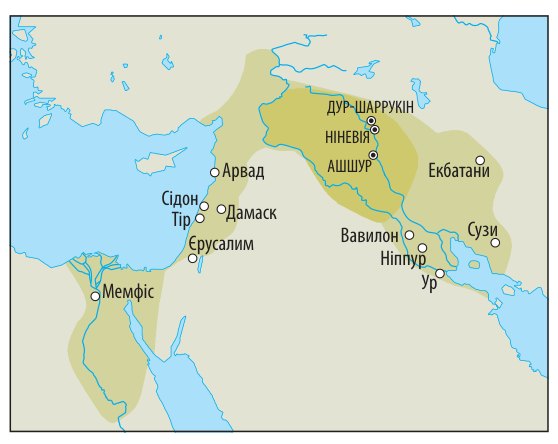 ДУР-ШАРРУКІН
НІНЕВІЯ
АШШУР
Екбатани
Арвад
Сідон
Тір
Дамаск
Єрусалим
Вавилон
Сузи
Ніппур
Ур
Мемфіс